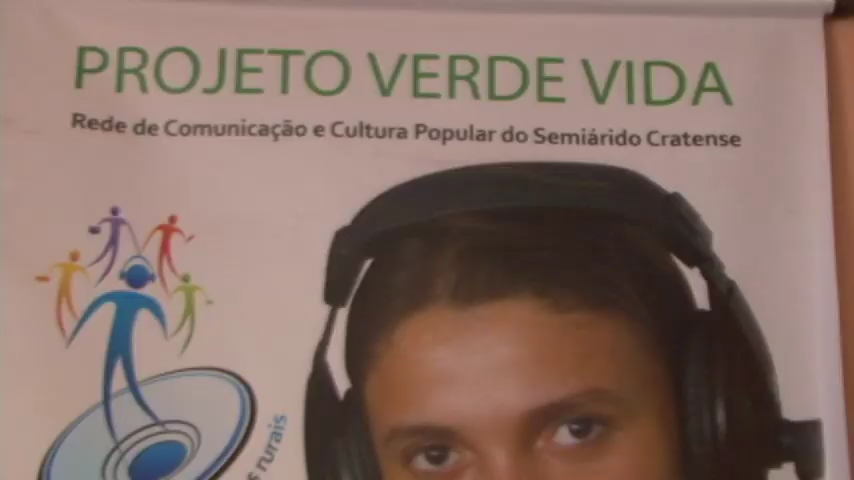 PROJETO VERDE VIDA
Rede de Comunicação e Cultura Popular do Semiárido Cratense
rurais